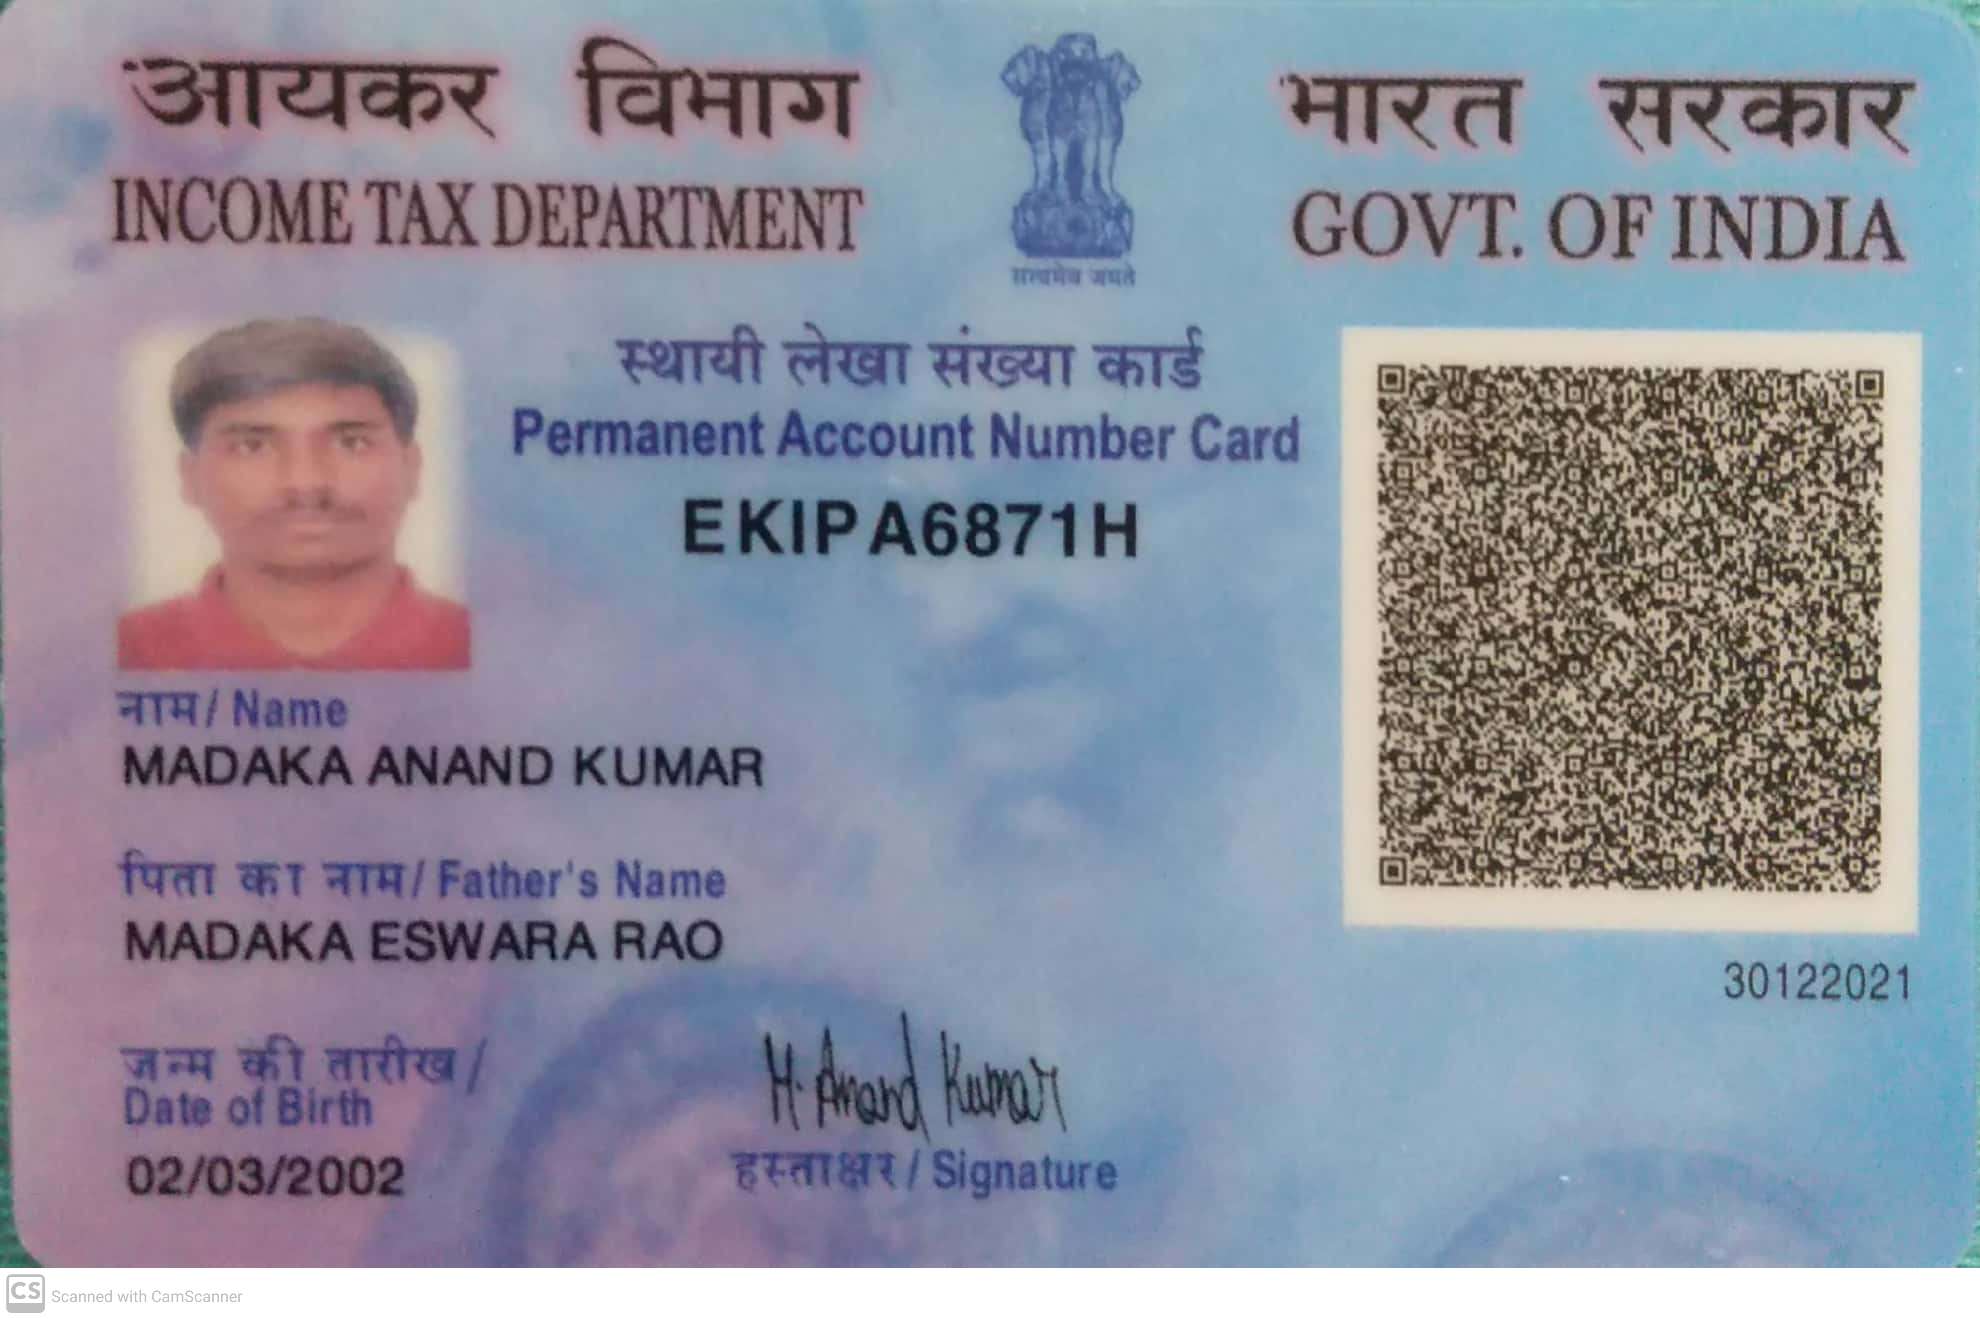 आयकर विभाग
INCOME TAX DEPARTMENT
सत्यमेव जयते
भारत सरकार
GOVT. OF INDIA
स्थायी लेखा संख्या कार्ड
Permanent Account Number Card
EKIPA6871H
नाम / Name
MADAKA ANAND KUMAR
पिता का नाम / Father's Name
MADAKA ESWARA RAO
30122021
जन्म की तारीख /
Date of Birth
02/03/2002
M. Anand Kumar
हस्ताक्षर / Signature
CS Scanned with CamScanner